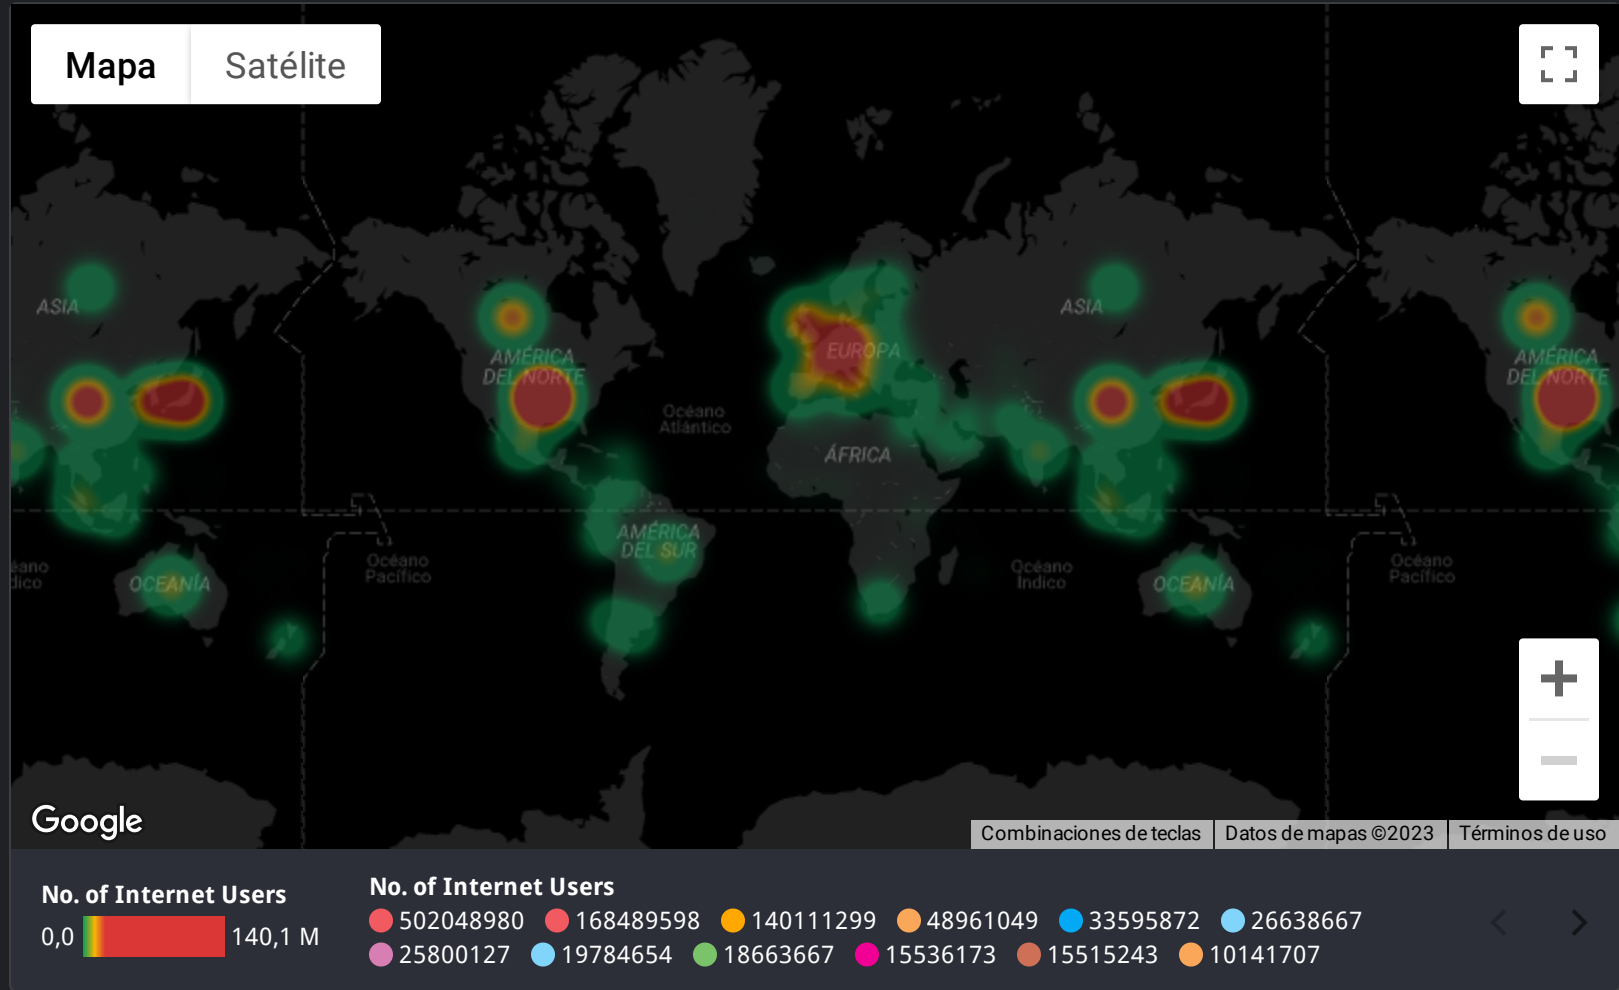 Mapa Satélite
ASIA
ASIA
AMÉRICA
DEL NORTE
EUROPA
AMÉRICA
DEL NORTE
Océano
Atlántico
ÁFRICA
AMÉRICA
DEL SUR
Océano
Pacífico
Océano
Índico
OCEANÍA
OCEANÍA
Océano
Pacífico
Google
Combinaciones de teclas Datos de mapas ©2023 Términos de uso
No. of Internet Users
0,0 140,1 M
No. of Internet Users
502048980 168489598 140111299 48961049 33595872 26638667
25800127 19784654 18663667 15536173 15515243 10141707